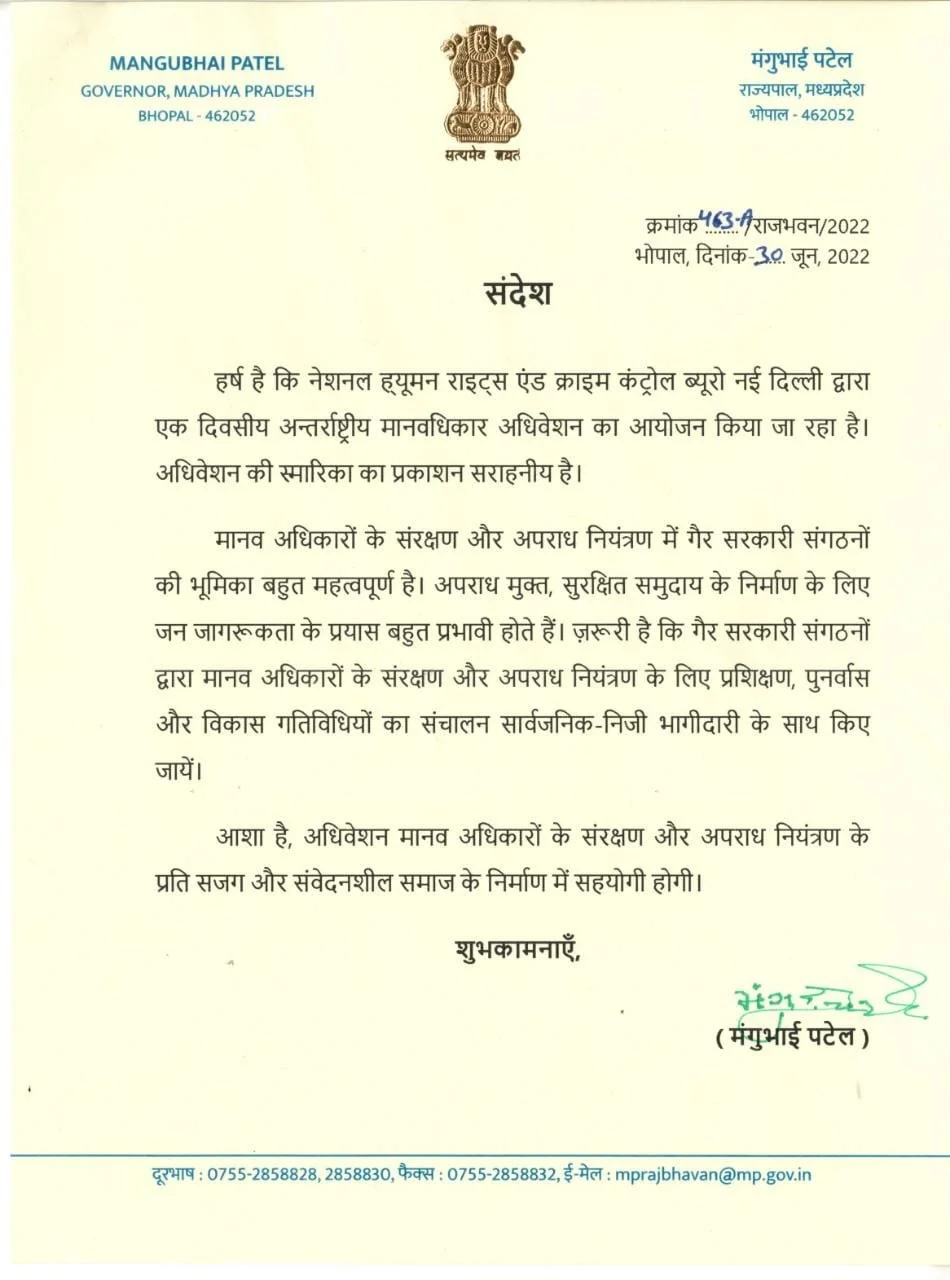 MANGUBHAI PATEL
GOVERNOR, MADHYA PRADESH
BHOPAL - 462052
मंगुभाई पटेल
राज्यपाल, मध्यप्रदेश
भोपाल - 462052
सत्यमेव जयते
क्रमांक 463-A/राजभवन/2022
भोपाल, दिनांक-30 जून, 2022
संदेश
हर्ष है कि नेशनल ह्यूमन राइट्स एंड क्राइम कंट्रोल ब्यूरो नई दिल्ली द्वारा
एक दिवसीय अन्तर्राष्ट्रीय मानवधिकार अधिवेशन का आयोजन किया जा रहा है।
अधिवेशन की स्मारिका का प्रकाशन सराहनीय है।
मानव अधिकारों के संरक्षण और अपराध नियंत्रण में गैर सरकारी संगठनों
की भूमिका बहुत महत्वपूर्ण है। अपराध मुक्त, सुरक्षित समुदाय के निर्माण के लिए
जन जागरूकता के प्रयास बहुत प्रभावी होते हैं। ज़रूरी है कि गैर सरकारी संगठनों
द्वारा मानव अधिकारों के संरक्षण और अपराध नियंत्रण के लिए प्रशिक्षण, पुनर्वास
और विकास गतिविधियों का संचालन सार्वजनिक-निजी भागीदारी के साथ किए
जायें।
आशा है, अधिवेशन मानव अधिकारों के संरक्षण और अपराध नियंत्रण के
प्रति सजग और संवेदनशील समाज के निर्माण में सहयोगी होगी।
शुभकामनाएँ,
( मंगुभाई पटेल )
दूरभाष : 0755-2858828, 2858830, फैक्स : 0755-2858832, ई-मेल : mprajbhavan@mp.gov.in